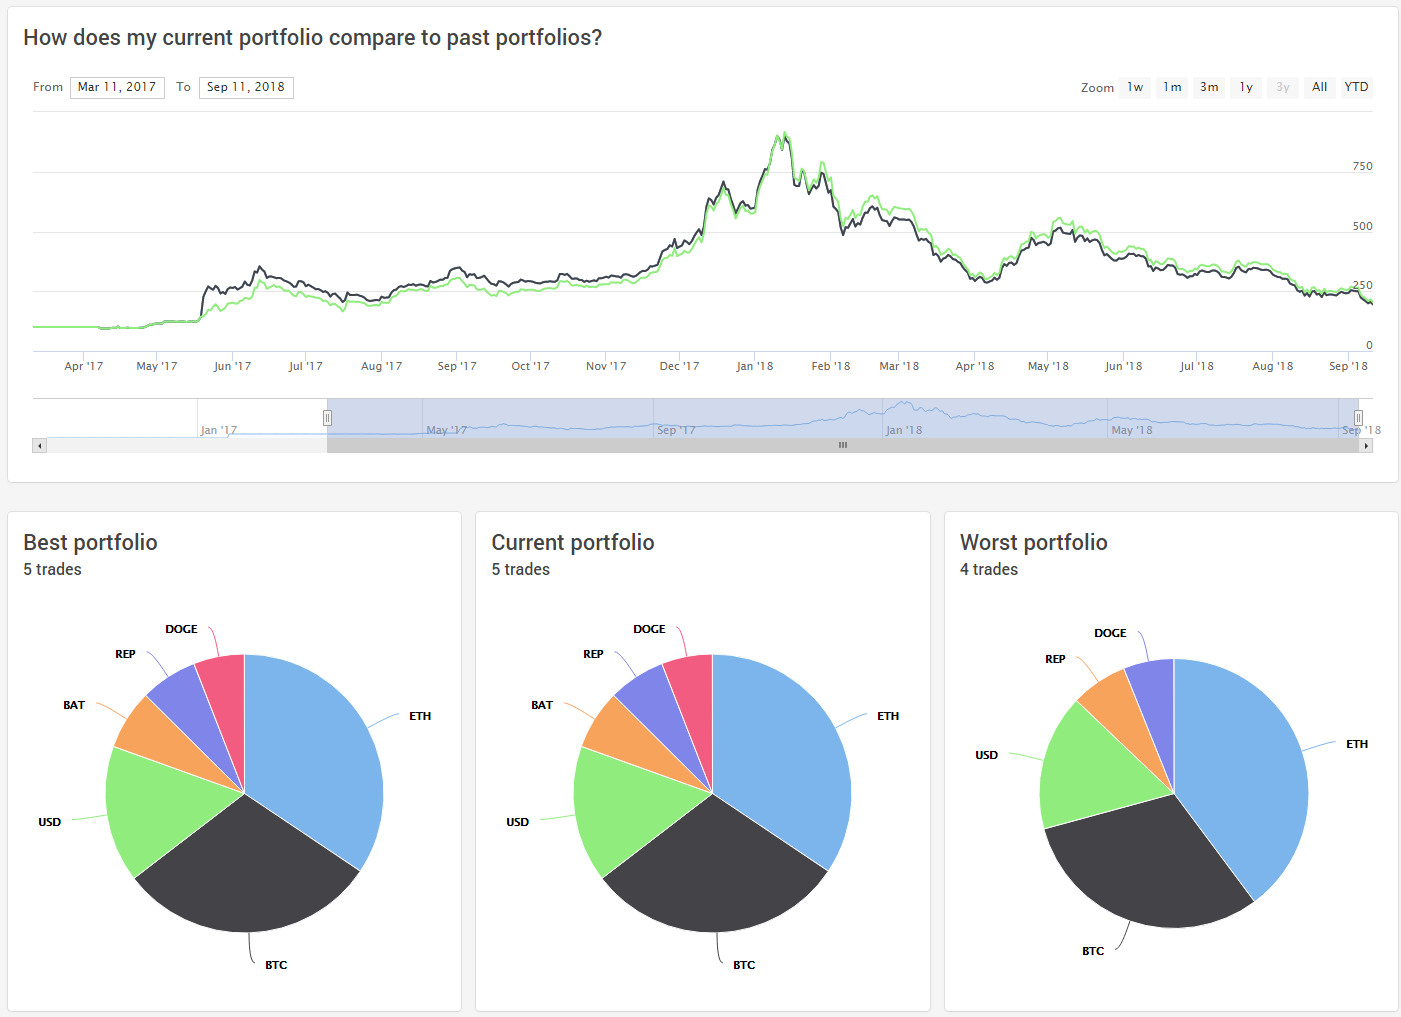 How does my current portfolio compare to past portfolios?
From Mar 11, 2017 To Sep 11, 2018
Zoom 1w 1m 3m 1y 3y All YTD
750
500
250
0
Apr '17 May '17 Jun '17 Jul '17 Aug '17 Sep '17 Oct '17 Nov '17 Dec '17 Jan '18 Feb '18 Mar '18 Apr '18 May '18 Jun '18 Jul '18 Aug '18 Sep '18
Jan '17 May '17 Sep '17 Jan '18 May '18 Sep '18
Best portfolio
5 trades
DOGE
REP
BAT
ETH
USD
BTC
Current portfolio
5 trades
DOGE
REP
BAT
ETH
USD
BTC
Worst portfolio
4 trades
DOGE
REP
ETH
USD
BTC